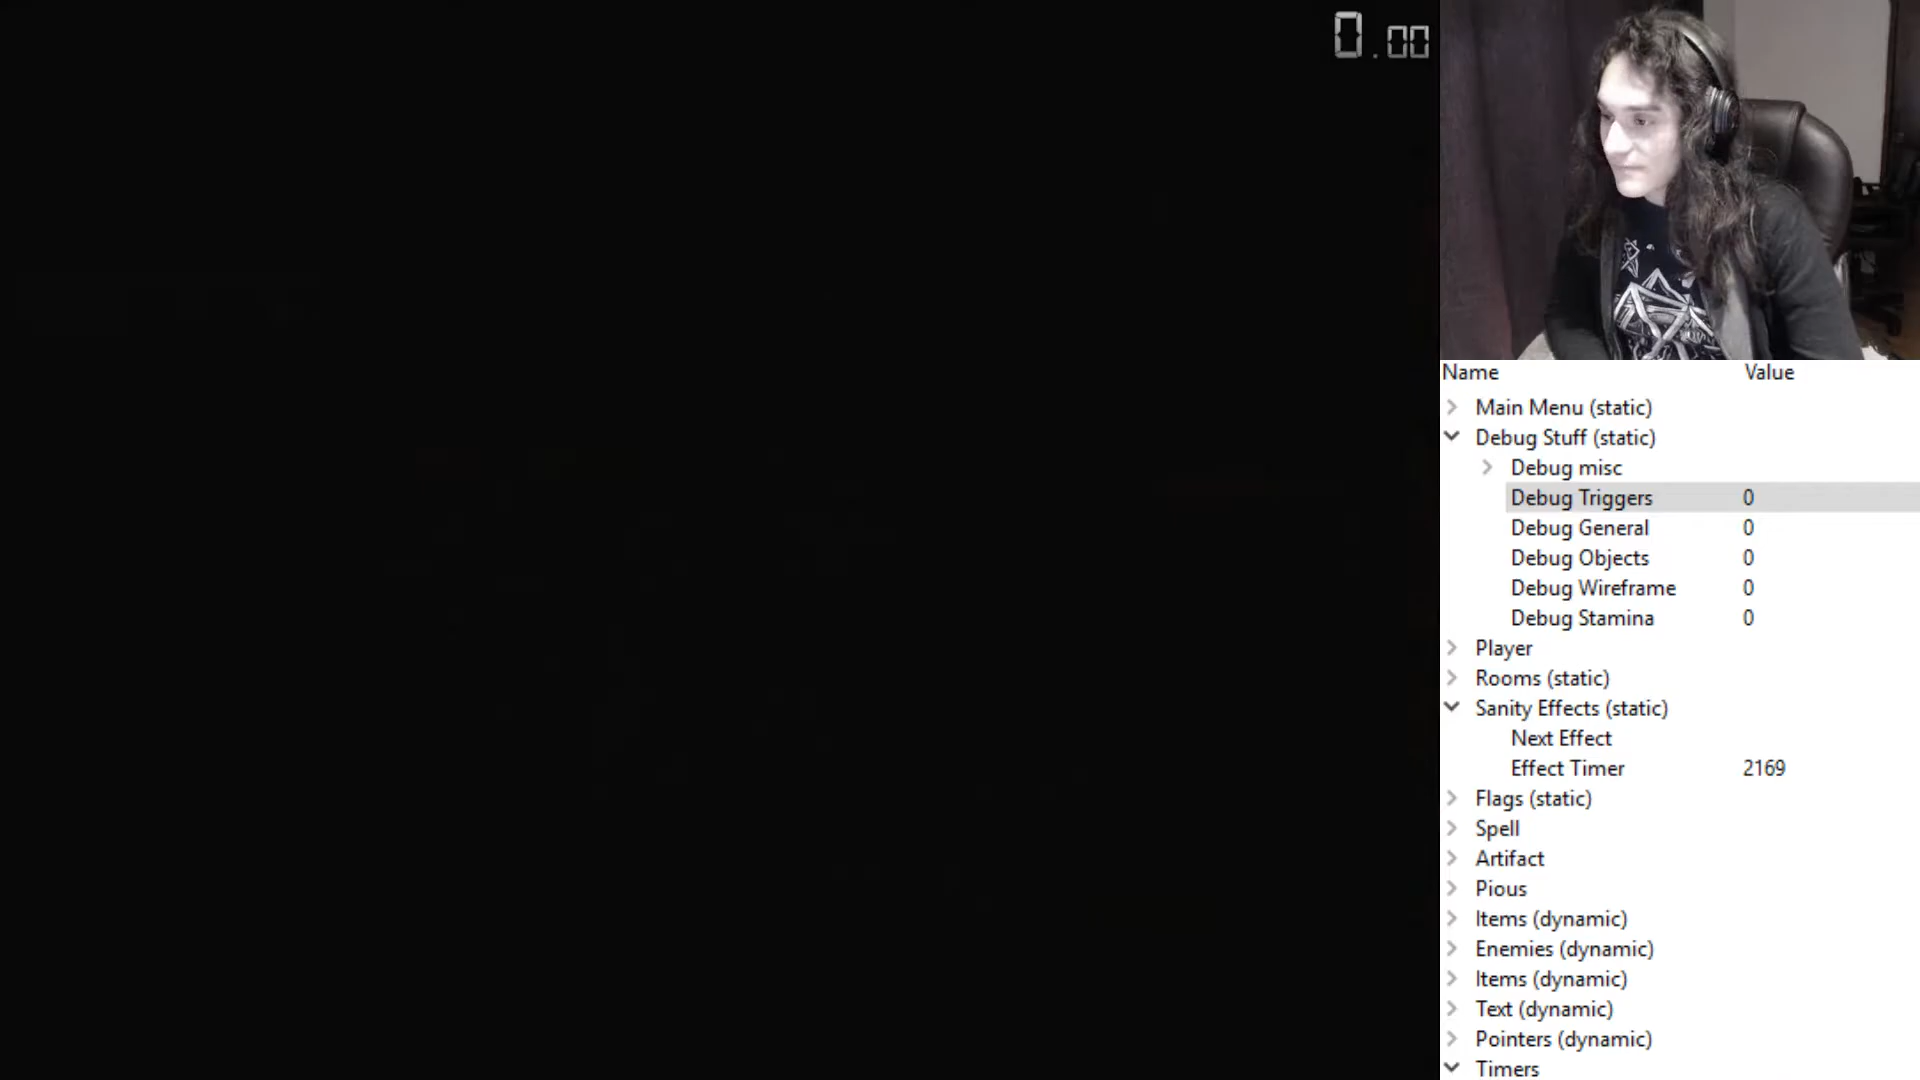 0.00
Name Value
Main Menu (static)
Debug Stuff (static)
Debug misc
Debug Triggers 0
Debug General 0
Debug Objects 0
Debug Wireframe 0
Debug Stamina 0
Player
Rooms (static)
Sanity Effects (static)
Next Effect
Effect Timer 2169
Flags (static)
Spell
Artifact
Pious
Items (dynamic)
Enemies (dynamic)
Items (dynamic)
Text (dynamic)
Pointers (dynamic)
Timers